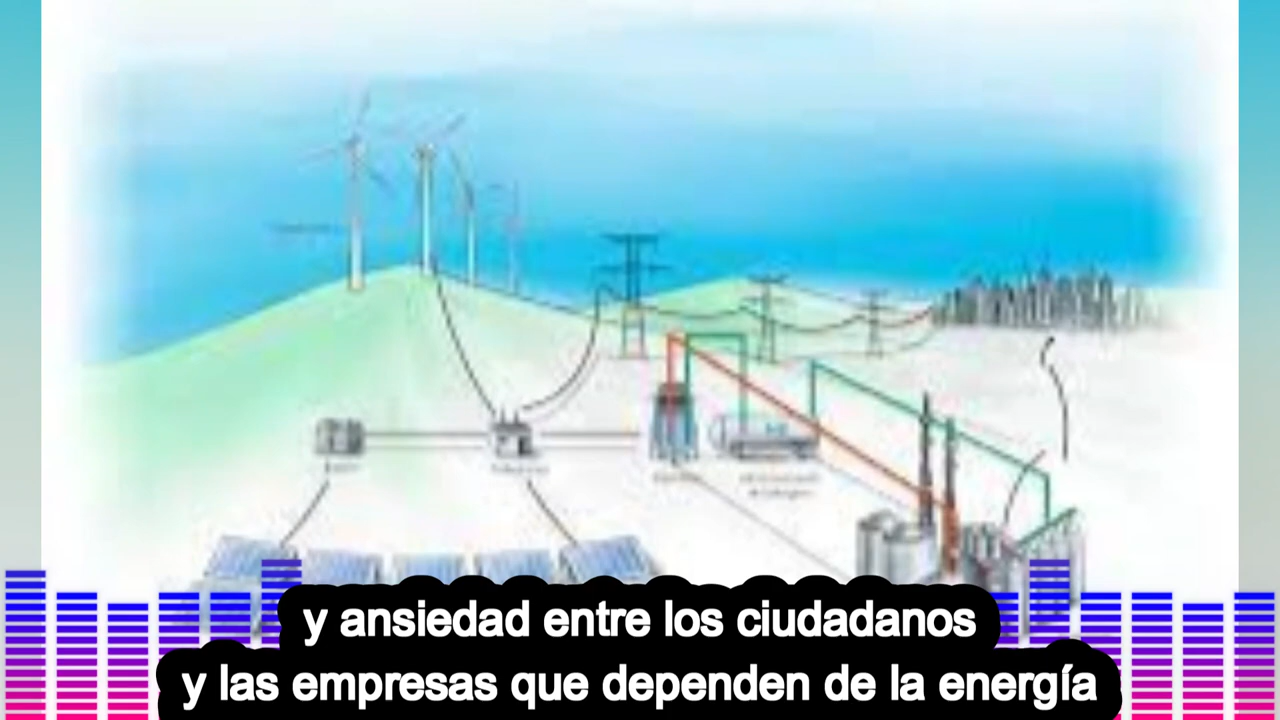 y ansiedad entre los ciudadanos
y las empresas que dependen de la energía